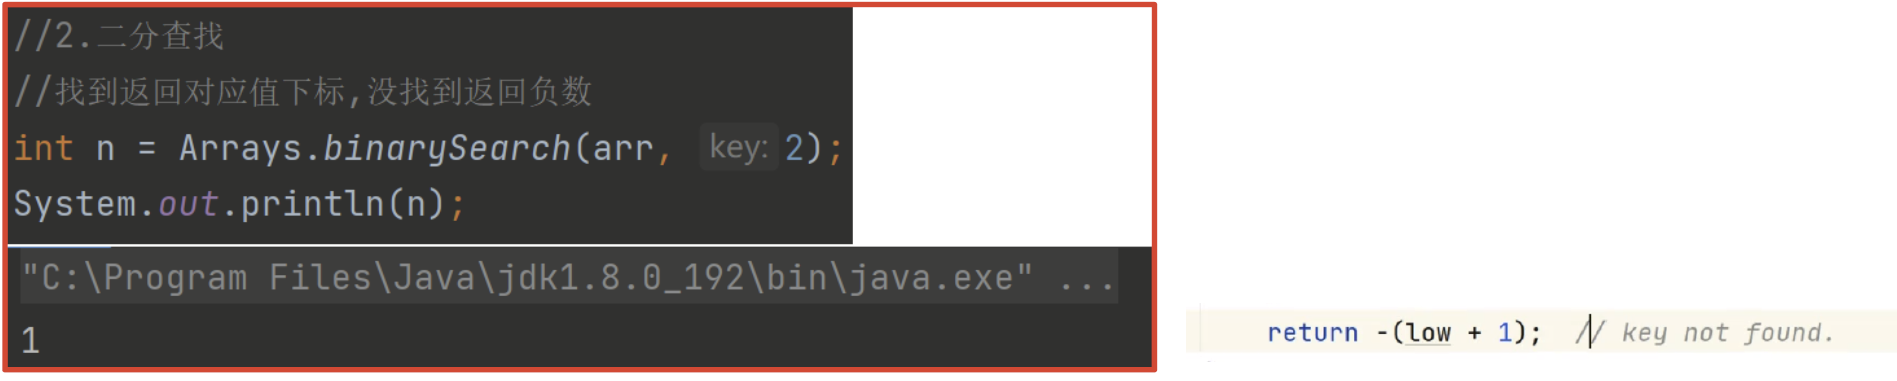 //2.二分查找
//找到返回对应值下标,没找到返回负数
int n = Arrays.binarySearch(arr, key: 2);
System.out.println(n);
"C:\Program Files\Java\jdk1.8.0_192\bin\java.exe" ...
1
return -(low + 1);  // key not found.